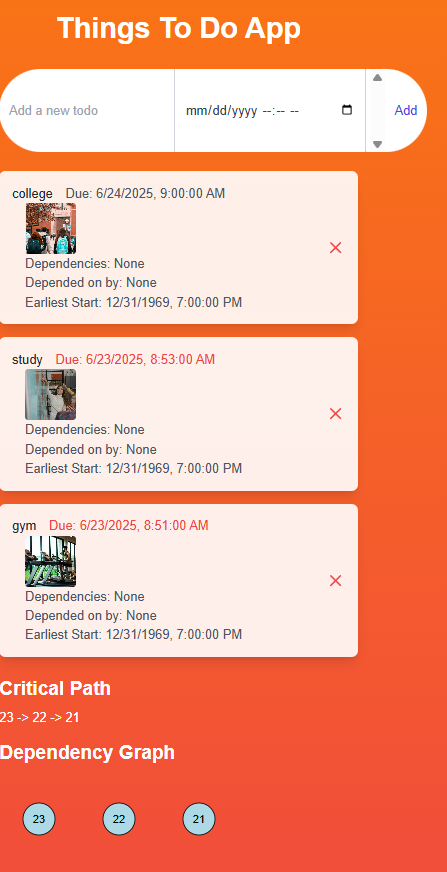 Things To Do App
Add a new todo mm/dd/yyyy --:-- -- Add
college Due: 6/24/2025, 9:00:00 AM
Dependencies: None
Depended on by: None
Earliest Start: 12/31/1969, 7:00:00 PM
study Due: 6/23/2025, 8:53:00 AM
Dependencies: None
Depended on by: None
Earliest Start: 12/31/1969, 7:00:00 PM
gym Due: 6/23/2025, 8:51:00 AM
Dependencies: None
Depended on by: None
Earliest Start: 12/31/1969, 7:00:00 PM
Critical Path
23 -> 22 -> 21
Dependency Graph
23 22 21